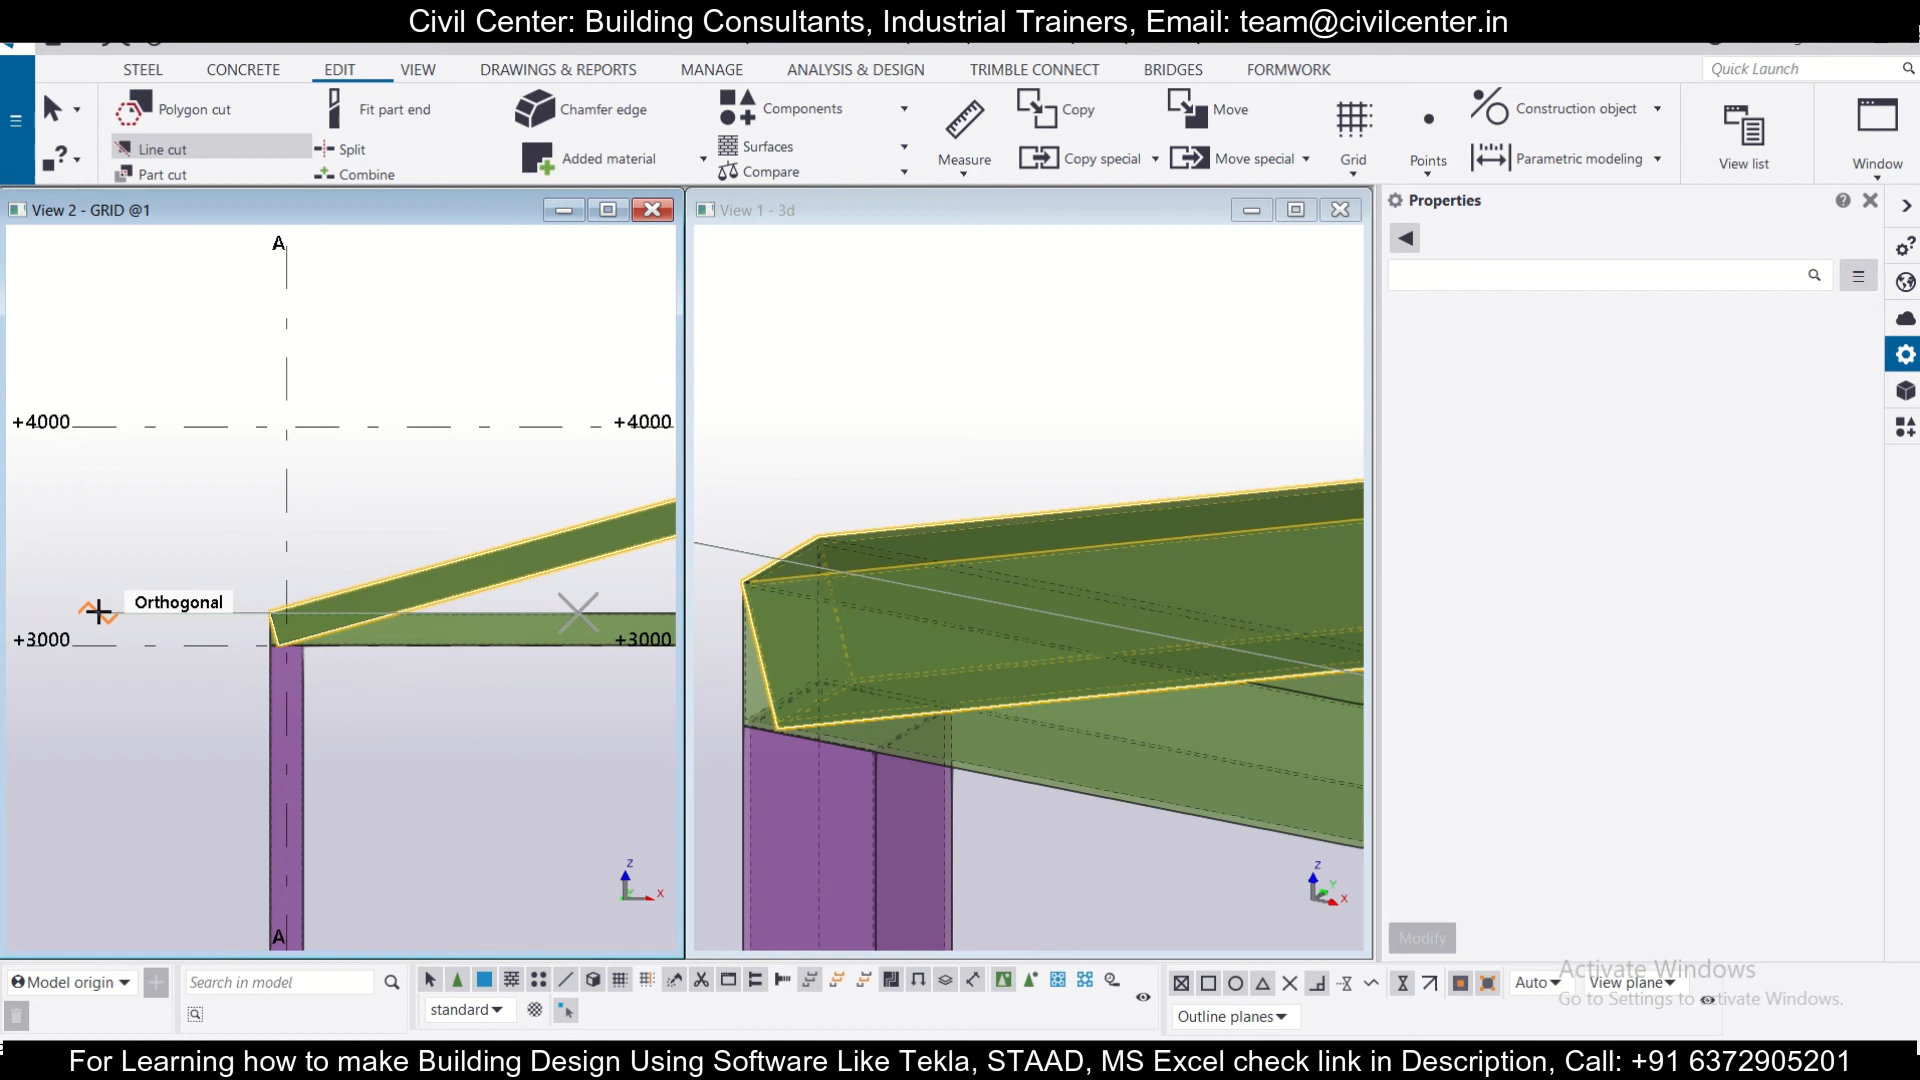 Civil Center: Building Consultants, Industrial Trainers, Email: team@civilcenter.in
STEEL CONCRETE EDIT VIEW DRAWINGS & REPORTS MANAGE ANALYSIS & DESIGN TRIMBLE CONNECT BRIDGES FORMWORK Quick Launch
Polygon cut Fit part end Chamfer edge Components Copy Move Construction object
Line cut Split Surfaces
Added material Measure Copy special Move special Grid Points Parametric modeling View list Window
Part cut Combine Compare
View 2 - GRID @1 View 1 - 3d Properties
A
+4000 +4000
Orthogonal
+3000 +3000
Z Z
Y Y
X X
A
Modify
Model origin Search in model Auto View plane
Activate Windows
Go to Settings to activate Windows.
standard Outline planes
For Learning how to make Building Design Using Software Like Tekla, STAAD, MS Excel check link in Description, Call: +91 6372905201